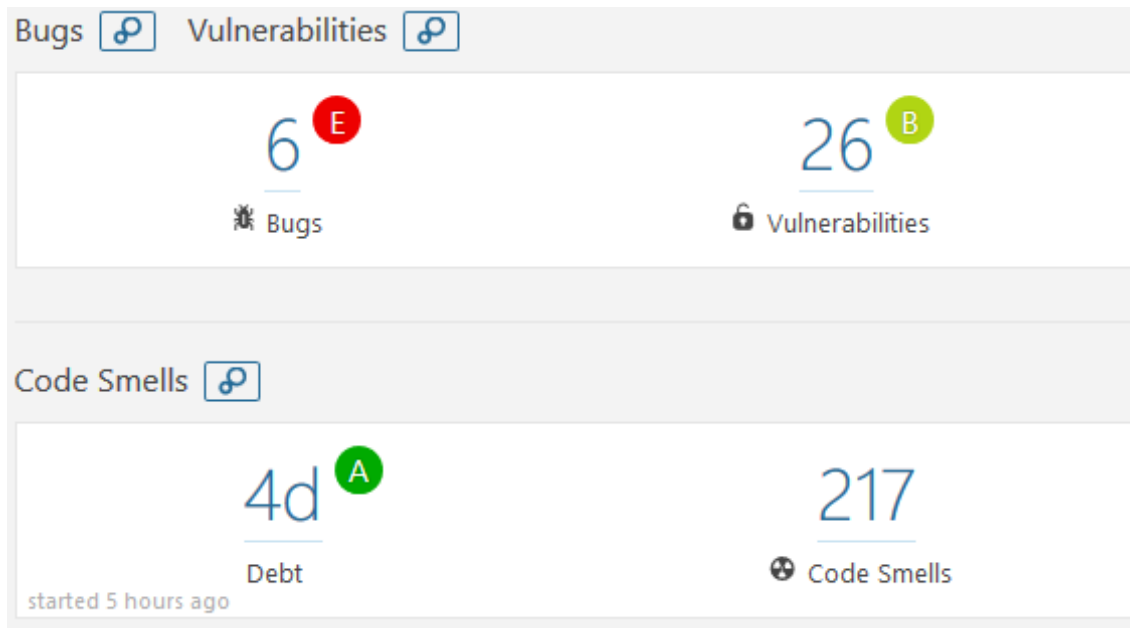 Bugs Vulnerabilities
6 E 26 B
Bugs Vulnerabilities
Code Smells
4d A 217
Debt Code Smells
started 5 hours ago